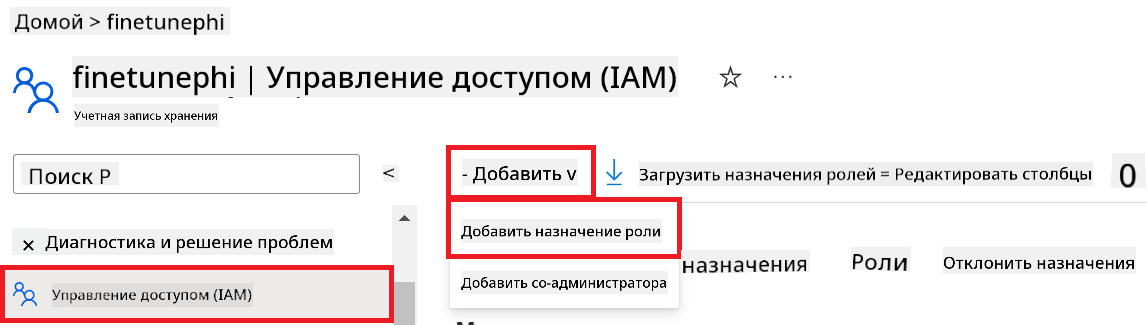 Домой > finetunephi
finetunephi | Управление доступом (IAM)
Учетная запись хранения
Поиск Р
<
- Добавить v
Загрузить назначения ролей = Редактировать столбцы
0
× Диагностика и решение проблем
Добавить назначение роли
Управление доступом (IAM)
Добавить со-администратора
назначения
Роли
Отклонить назначения